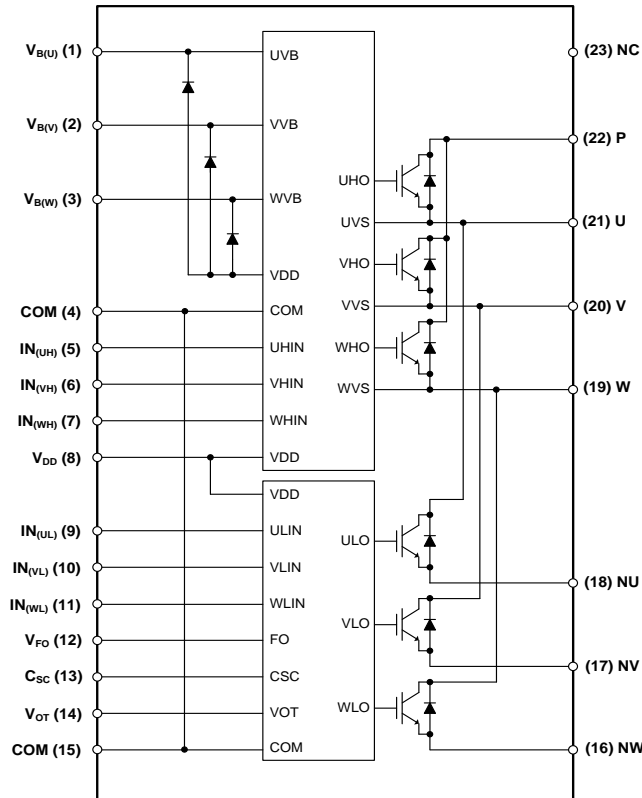 V_B(U) (1)
V_B(V) (2)
V_B(W) (3)
COM (4)
IN_(UH) (5)
IN_(VH) (6)
IN_(WH) (7)
V_DD (8)
IN_(UL) (9)
IN_(VL) (10)
IN_(WL) (11)
V_FO (12)
C_SC (13)
V_OT (14)
COM (15)
UVB
VVB
WVB
VDD
COM
UHIN
VHIN
WHIN
VDD
UHO
UVS
VHO
VVS
WHO
WVS
VDD
ULIN
VLIN
WLIN
FO
CSC
VOT
COM
ULO
VLO
WLO
(23) NC
(22) P
(21) U
(20) V
(19) W
(18) NU
(17) NV
(16) NW